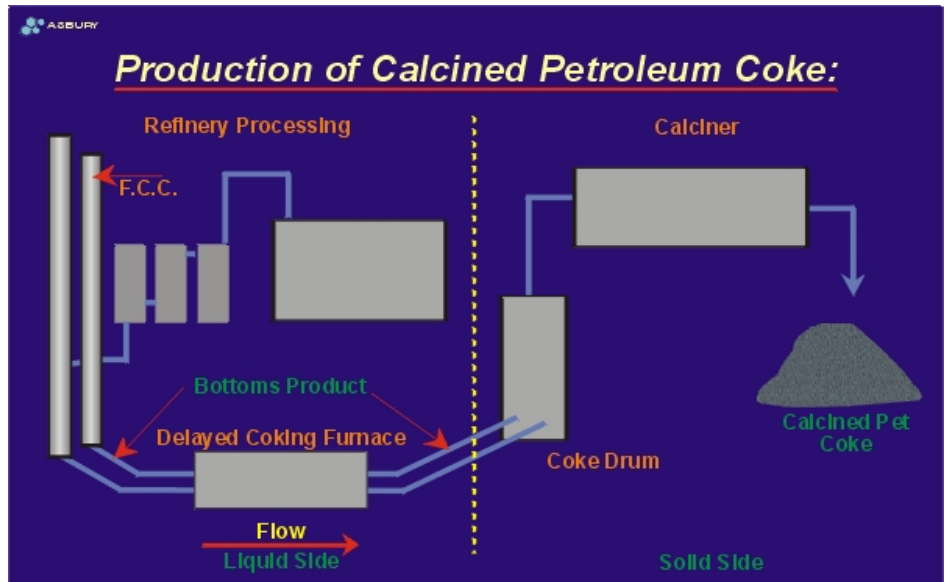 ASBURY
Production of Calcined Petroleum Coke:
Refinery Processing
Calciner
F.C.C.
Bottoms Product
Delayed Coking Furnace
Coke Drum
Calcined Pet
Coke
Flow
Liquid Side
Solid Side